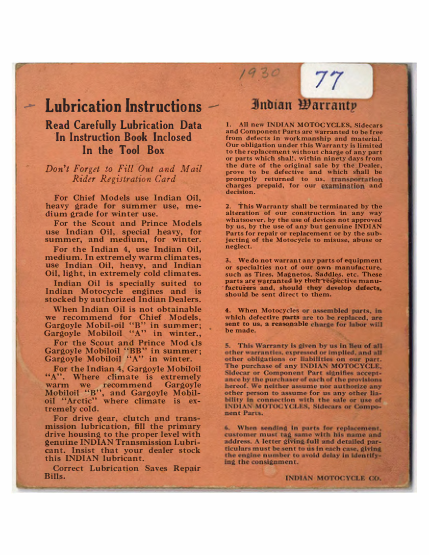 1930
77
Lubrication Instructions
Read Carefully Lubrication Data
In Instruction Book Inclosed
In the Tool Box
Don't Forget to Fill Out and Mail
Rider Registration Card
For Chief Models use Indian Oil,
heavy grade for summer use, me-
dium grade for winter use.
For the Scout and Prince Models
use Indian Oil, special heavy, for
summer, and medium, for winter.
For the Indian 4, use Indian Oil,
medium. In extremely warm climates,
use Indian Oil, heavy, and Indian
Oil, light, in extremely cold climates.
Indian Oil is specially suited to
Indian Motorcycle engines and is
stocked by authorized Indian Dealers.
When Indian Oil is not obtainable
we recommend for Chief Models,
Gargoyle Mobil-oil "B" in summer;
Gargoyle Mobiloil "A" in winter.,
For the Scout and Prince Models
Gargoyle Mobiloil "BB" in summer;
Gargoyle Mobiloil "A" in winter.
For the Indian 4, Gargoyle Mobiloil
"A". Where climate is extremely
warm we recommend Gargoyle
Mobiloil "B", and Gargoyle Mobil-
oil "Arctic" where climate is ex-
tremely cold.
For drive gear, clutch and trans-
mission lubrication, fill the primary
drive housing to the proper level with
genuine INDIAN Transmission Lubri-
cant. Insist that your dealer stock
this INDIAN lubricant.
Correct Lubrication Saves Repair
Bills.
Indian Warranty
1. All new INDIAN MOTOCYCLES, Sidecars
and Component Parts are warranted to be free
from defects in workmanship and material.
Our obligation under this Warranty is limited
to the replacement without charge of any part
or parts which shall, within ninety days from
the date of the original sale by the Dealer,
prove to be defective and which shall be
promptly returned to us, transportation
charges prepaid, for our examination and
decision.
2. This Warranty shall be terminated by the
alteration of our construction in any way
whatsoever, by the use of devices not approved
by us, by the use of any but genuine INDIAN
Parts for repair or replacement or by the sub-
jecting of the Motocycle to misuse, abuse or
neglect.
3. We do not warrant any parts of equipment
or specialties not of our own manufacture,
such as Tires, Magnetos, Saddles, etc. These
parts are warranted by their respective manu-
facturers and, should they develop defects,
should be sent direct to them.
4. When Motocycles or assembled parts, in
which defective parts are to be replaced, are
sent to us, a reasonable charge for labor will
be made.
5. This Warranty is given by us in lieu of all
other warranties, expressed or implied, and all
other obligations or liabilities on our part.
The purchase of any INDIAN MOTOCYCLE,
Sidecar or Component Part signifies accept-
ance by the purchaser of each of the provisions
hereof. We neither assume nor authorize any
other person to assume for us any other lia-
bility in connection with the sale or use of
INDIAN MOTOCYCLES, Sidecars or Compo-
nent Parts.
6. When sending in parts for replacement,
customer must tag same with his name and
address. A letter giving full and detailed par-
ticulars must be sent to us in each case, giving
the engine number to avoid delay in identify-
ing the consignment.
INDIAN MOTOCYCLE CO.